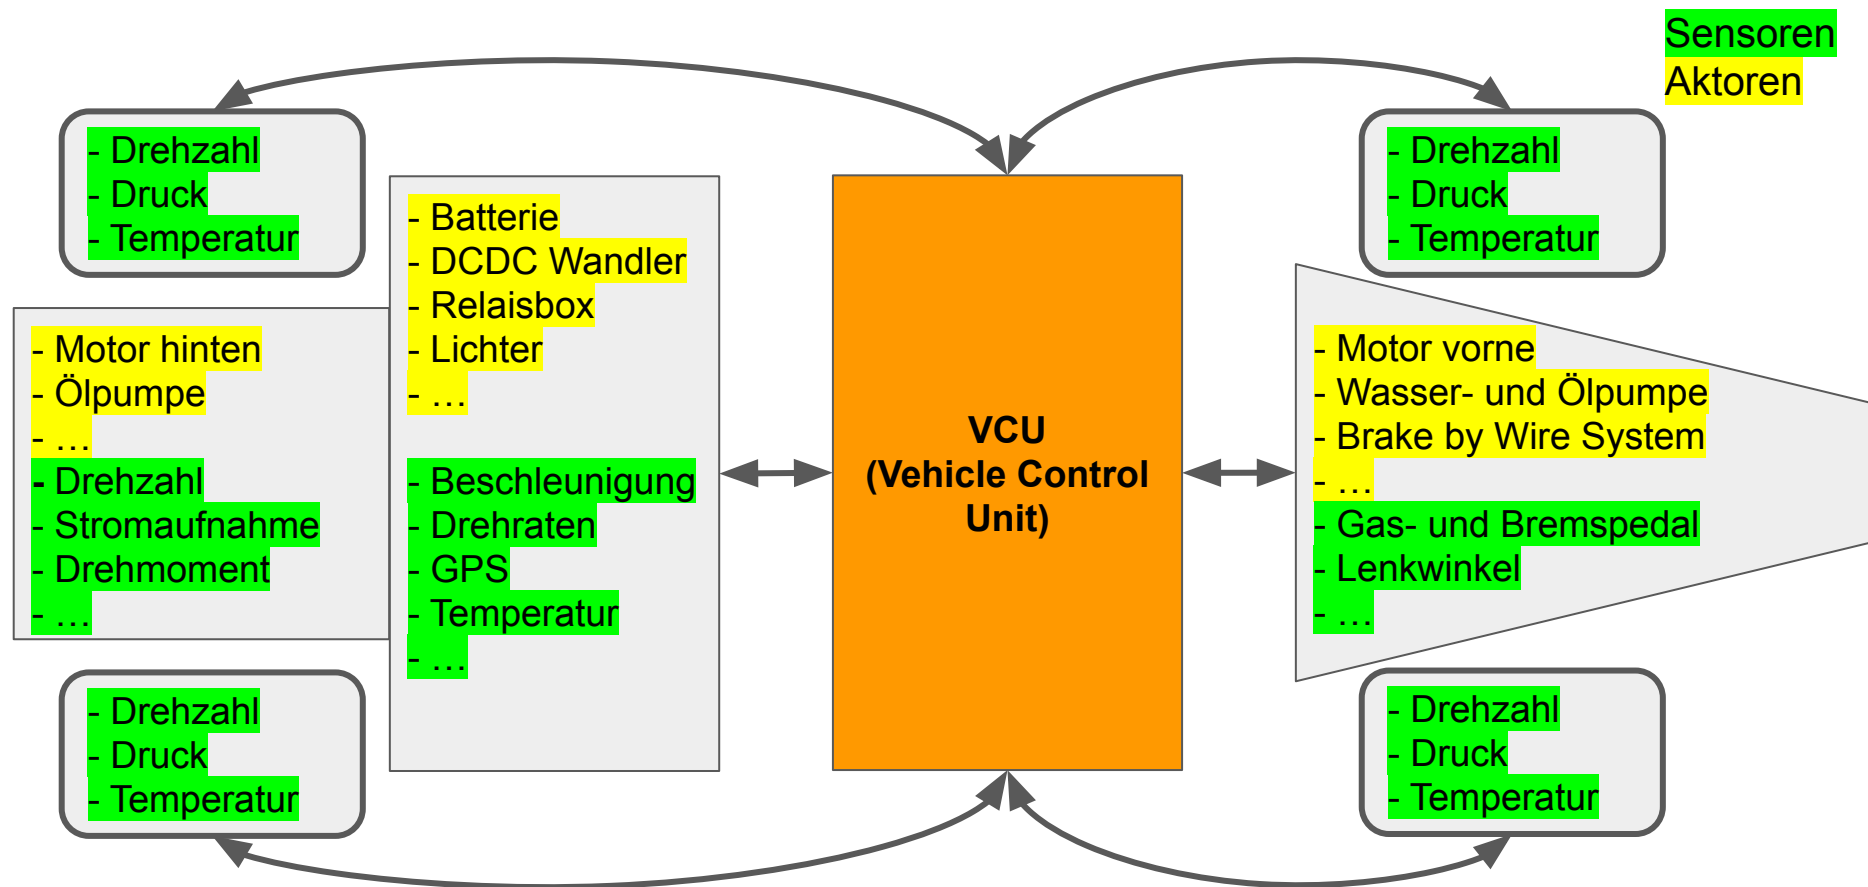 Sensoren
Aktoren
- Drehzahl
- Druck
- Temperatur
- Drehzahl
- Druck
- Temperatur
- Motor hinten
- Ölpumpe
- …
- Drehzahl
- Stromaufnahme
- Drehmoment
- …
- Batterie
- DCDC Wandler
- Relaisbox
- Lichter
- …
- Beschleunigung
- Drehraten
- GPS
- Temperatur
- …
VCU
(Vehicle Control
Unit)
- Motor vorne
- Wasser- und Ölpumpe
- Brake by Wire System
- …
- Gas- und Bremspedal
- Lenkwinkel
- …
- Drehzahl
- Druck
- Temperatur
- Drehzahl
- Druck
- Temperatur